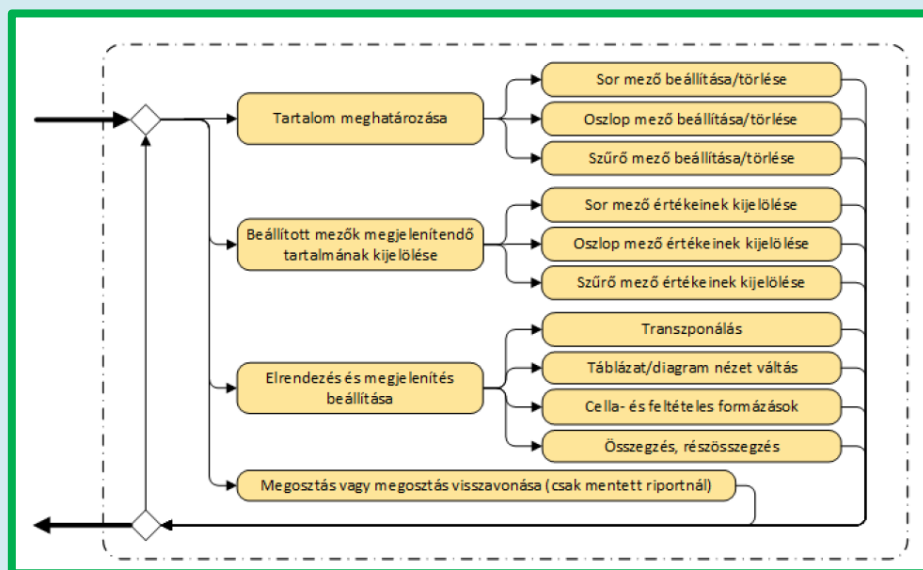 Tartalom meghatározása
Sor mező beállítása/törlése
Oszlop mező beállítása/törlése
Szűrő mező beállítása/törlése
Beállított mezők megjelenítendő
tartalmának kijelölése
Sor mező értékeinek kijelölése
Oszlop mező értékeinek kijelölése
Szűrő mező értékeinek kijelölése
Elrendezés és megjelenítés
beállítása
Transzponálás
Táblázat/diagram nézet váltás
Cella- és feltételes formázások
Összegzés, részösszegzés
Megosztás vagy megosztás visszavonása (csak mentett riportnál)